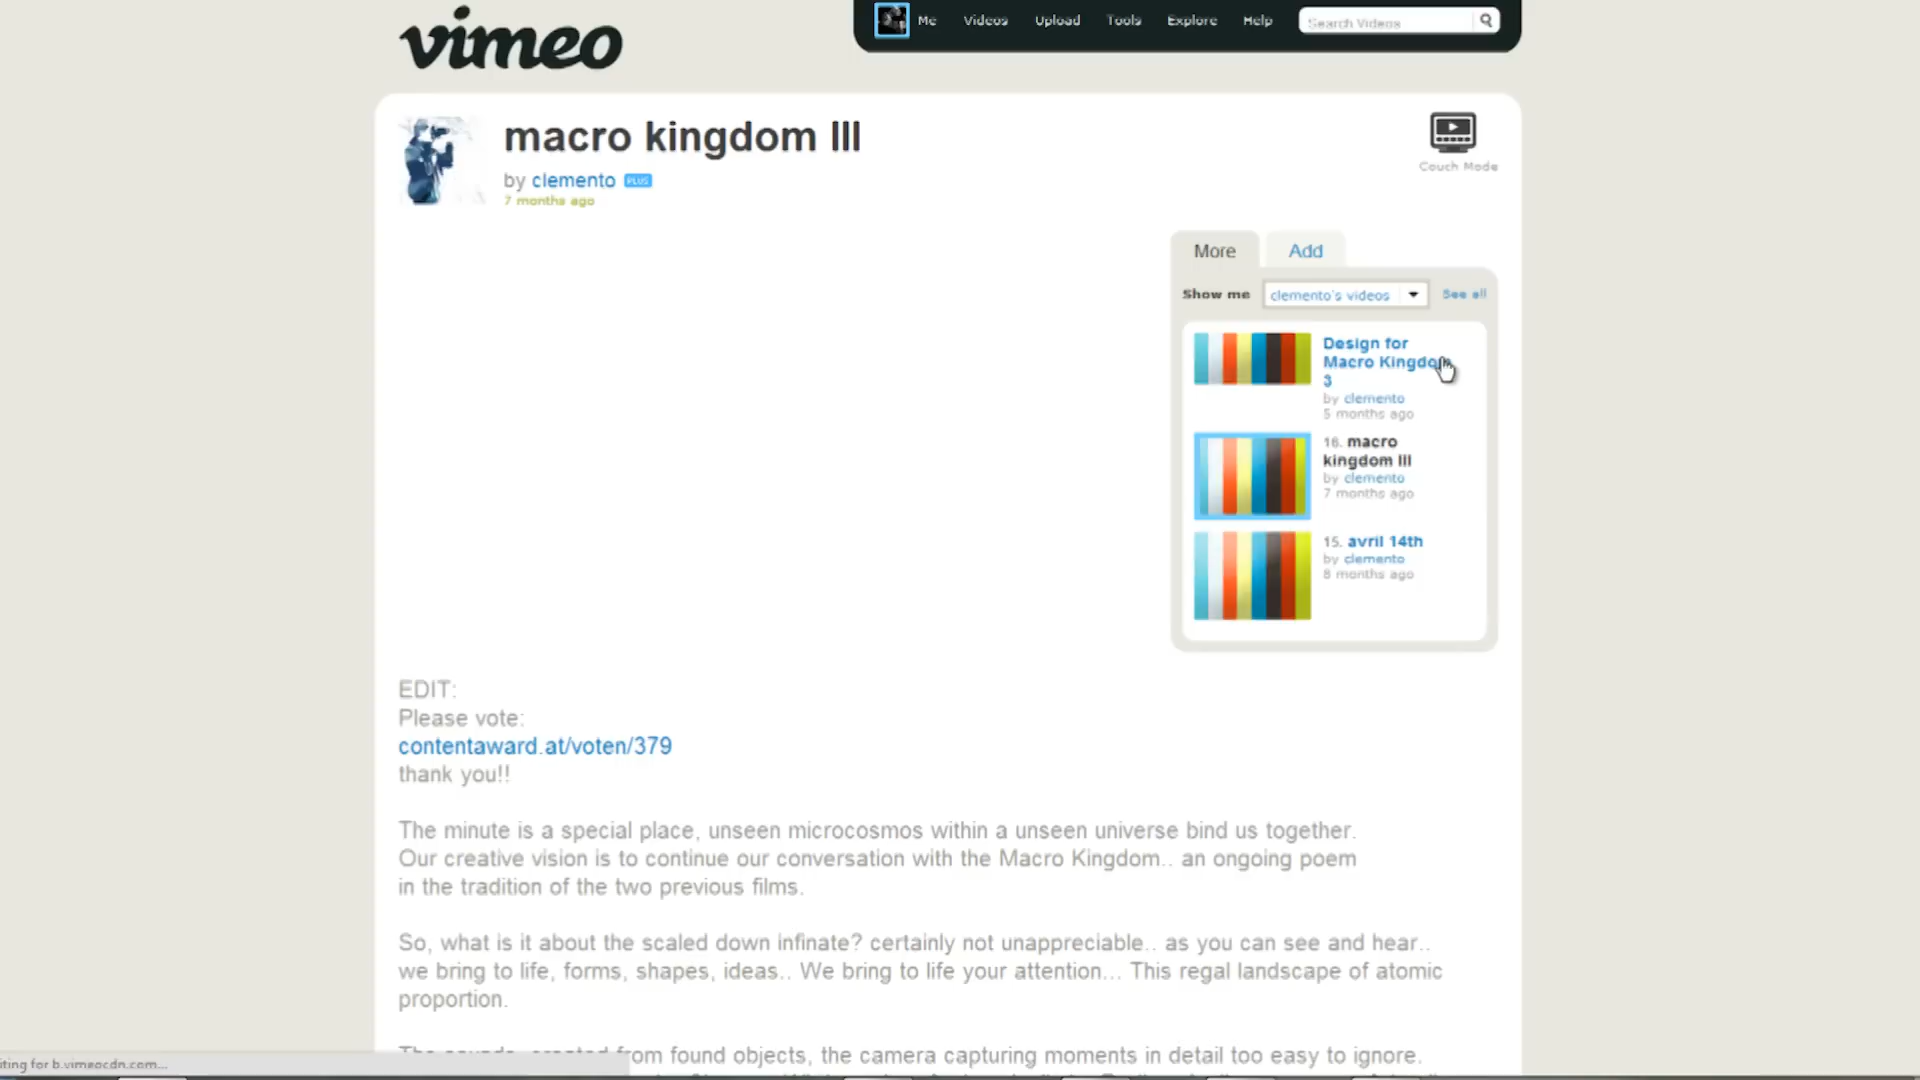 vimeo
Me Videos Upload Tools Explore Help Search Videos
macro kingdom III
by clemento PLUS
7 months ago
Couch Mode
More Add
Show me clemento's videos See all
Design for
Macro Kingdom
3
by clemento
5 months ago
16. macro
kingdom III
by clemento
7 months ago
15. avril 14th
by clemento
8 months ago
EDIT:
Please vote:
contentaward.at/voten/379
thank you!!
The minute is a special place, unseen microcosmos within a unseen universe bind us together.
Our creative vision is to continue our conversation with the Macro Kingdom.. an ongoing poem
in the tradition of the two previous films.
So, what is it about the scaled down infinate? certainly not unappreciable.. as you can see and hear..
we bring to life, forms, shapes, ideas.. We bring to life your attention... This regal landscape of atomic
proportion.
The sounds, created from found objects, the camera capturing moments in detail too easy to ignore.
iting for b.vimeocdn.com...